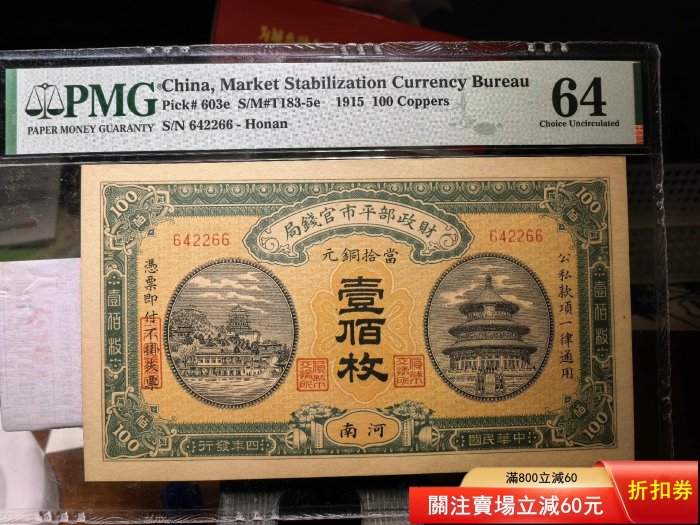 PMG
PAPER MONEY GUARANTY
China, Market Stabilization Currency Bureau
Pick# 603e S/M#T183-5e 1915 100 Coppers
S/N 642266 - Honan
64
Choice Uncirculated
局錢官市平部政財
元銅拾當
642266
642266
100
佰
100
佰
壹佰枚
壹佰枚
壹佰枚
憑票即付不掛失票
公私款項一律通用
南河
行發年四
國民華中
100
100
滿800立減60
關注賣場立減60元
折扣券